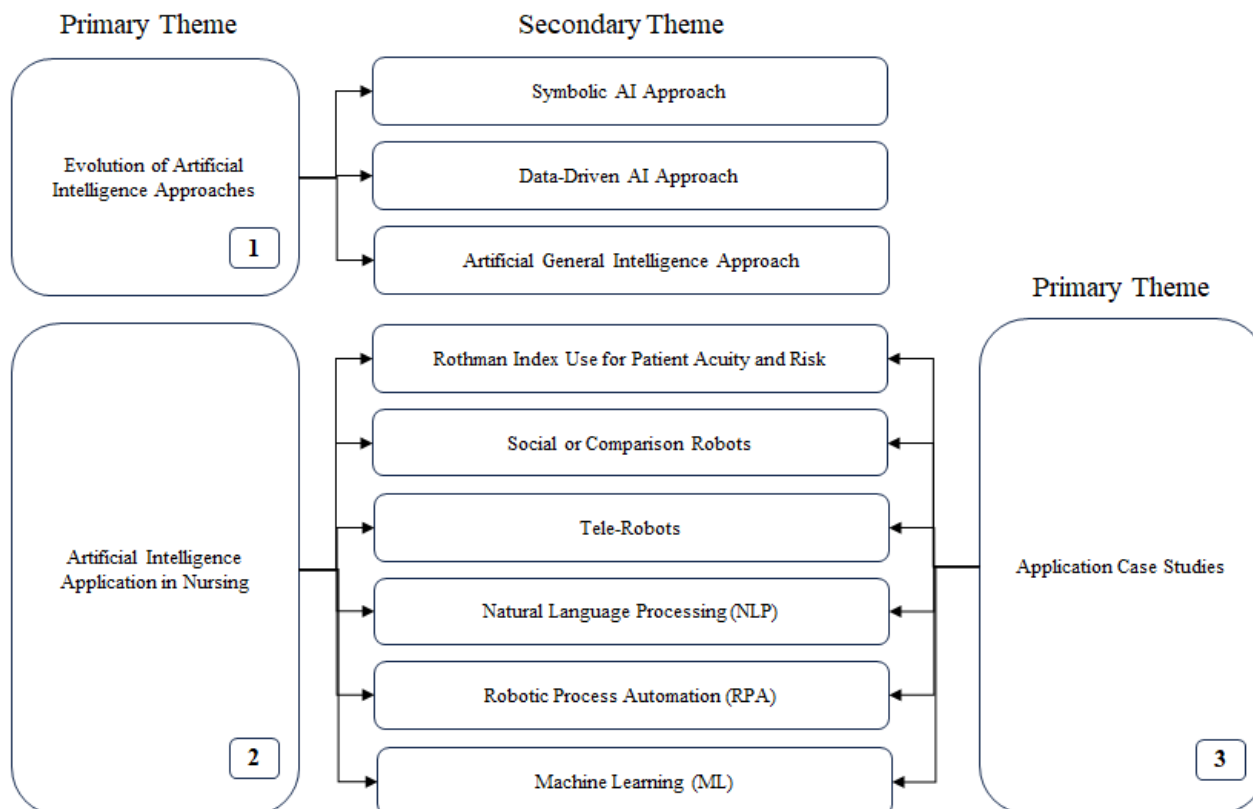 Primary Theme
Secondary Theme
Evolution of Artificial
Intelligence Approaches
1
Symbolic AI Approach
Data-Driven AI Approach
Artificial General Intelligence Approach
Primary Theme
Artificial Intelligence
Application in Nursing
2
Rothman Index Use for Patient Acuity and Risk
Social or Comparison Robots
Tele-Robots
Natural Language Processing (NLP)
Robotic Process Automation (RPA)
Machine Learning (ML)
Application Case Studies
3